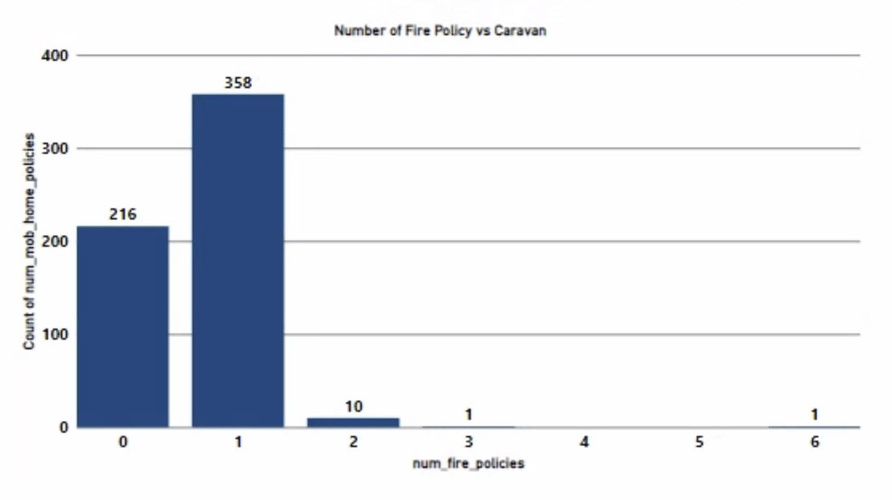 Number of Fire Policy vs Caravan
400
358
300
216
200
100
10
1
1
0
0 1 2 3 4 5 6
num_fire_policies
Count of num_mob_home_policies